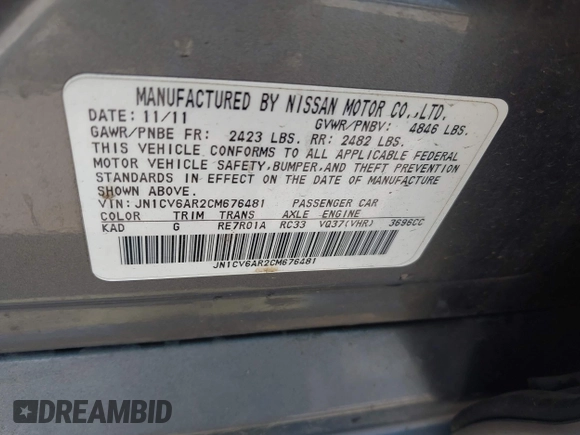 MANUFACTURED BY NISSAN MOTOR CO.,LTD.
DATE: 11/11 GVWR/PNBV: 4846 LBS.
GAWR/PNBE FR: 2423 LBS. RR: 2482 LBS.
THIS VEHICLE CONFORMS TO ALL APPLICABLE FEDERAL
MOTOR VEHICLE SAFETY,BUMPER,AND THEFT PREVENTION
STANDARDS IN EFFECT ON THE DATE OF MANUFACTURE
SHOWN ABOVE.
VIN: JN1CV6AR2CM676481 PASSENGER CAR
COLOR TRIM TRANS AXLE ENGINE
KAD G RE7R01A RC33 VQ37(VHR) 3696CC
JN1CV6AR2CM676481
DREAMBID